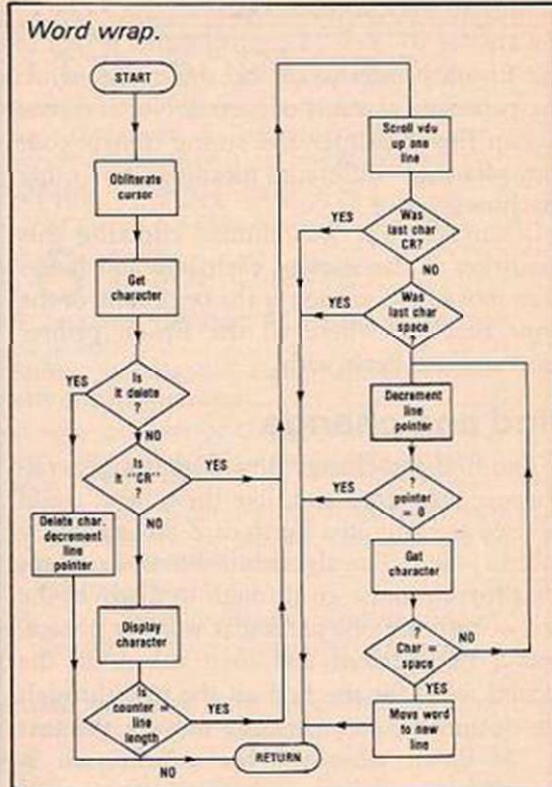 Word wrap.
START
Obliterate
cursor
Get
character
YES
Is
it delete
?
NO
Is
it "CR"
?
YES
NO
Delete char.
decrement
line
pointer
Display
character
Is
counter =
line
length
YES
NO
RETURN
Scroll vdu
up one
line
YES
Was
last char
CR?
NO
YES
Was
last char
space
?
Decrement
line
pointer
YES
?
pointer
= 0
Get
character
?
Char =
space
NO
YES
Move word
to new
line